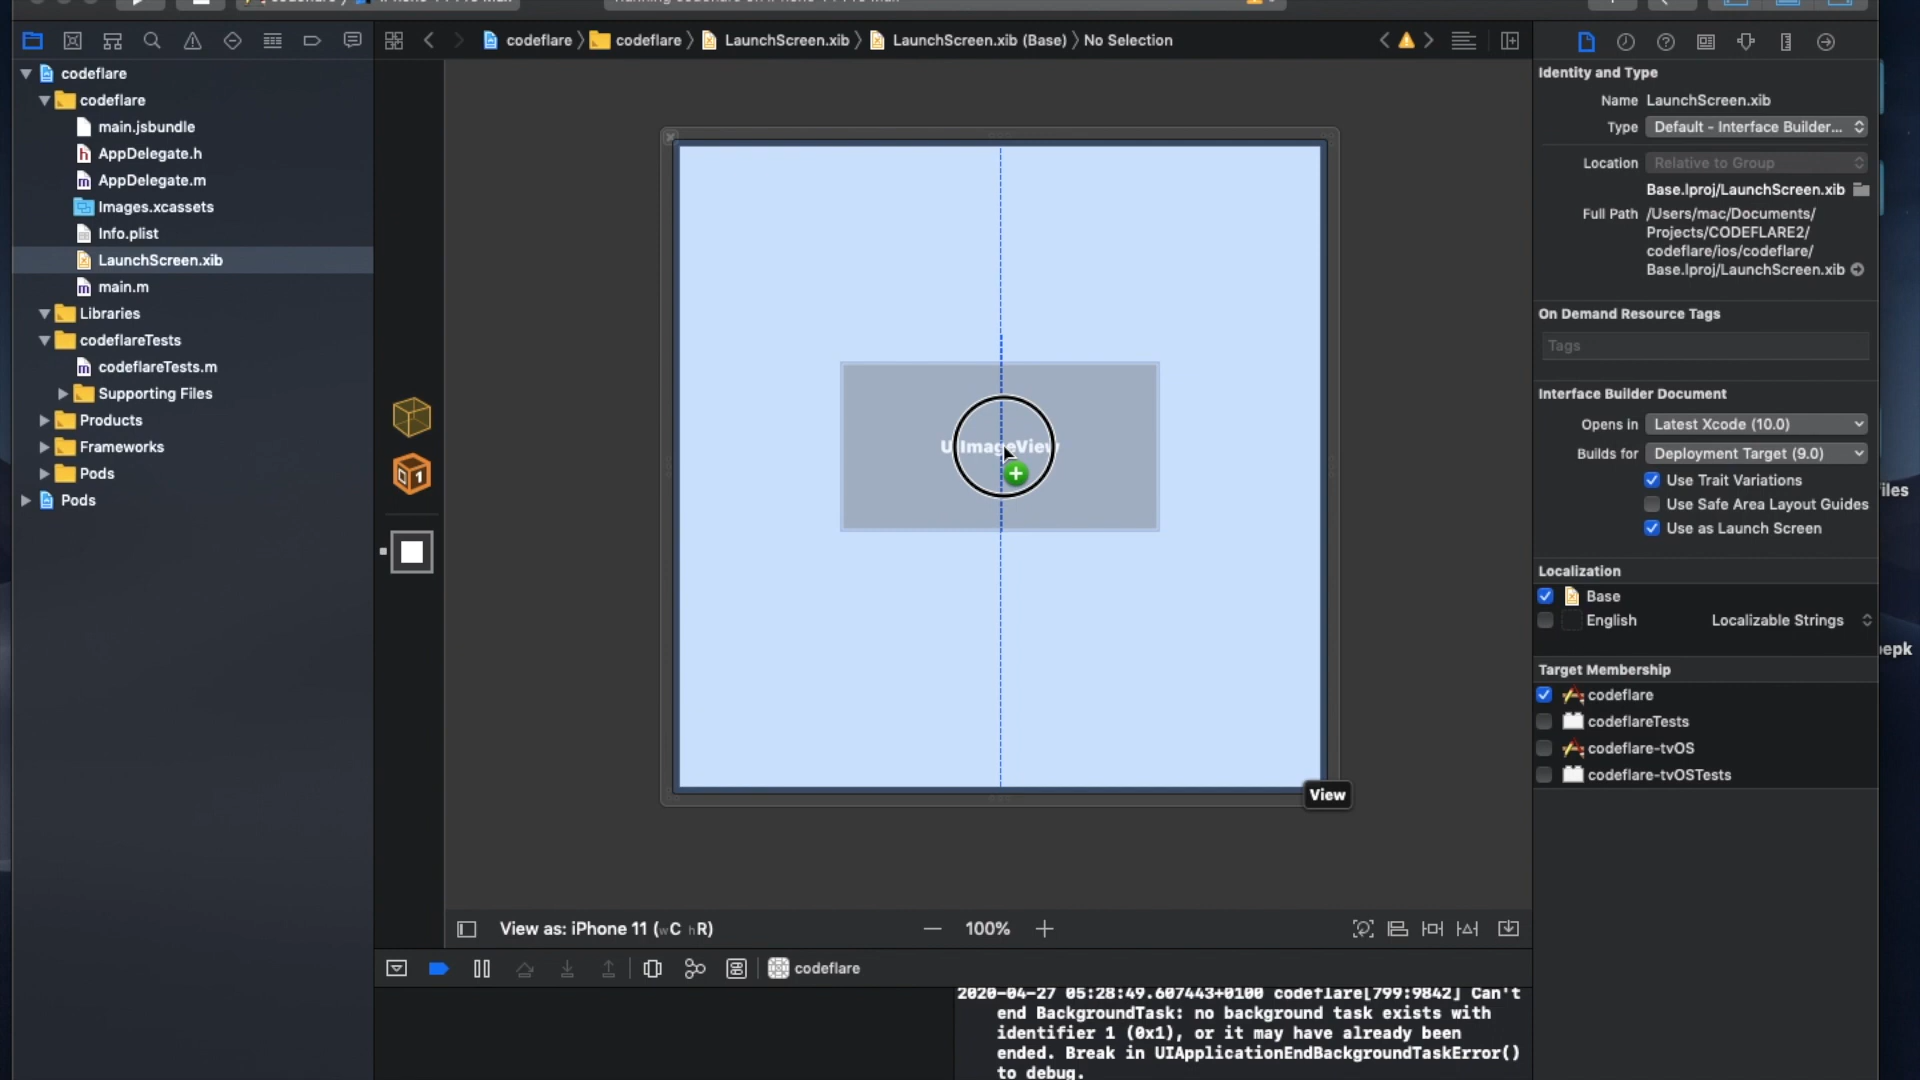 codeflare
codeflare
LaunchScreen.xib
LaunchScreen.xib (Base)
No Selection
codeflare
codeflare
main.jsbundle
AppDelegate.h
AppDelegate.m
Images.xcassets
Info.plist
LaunchScreen.xib
main.m
Libraries
codeflareTests
codeflareTests.m
Supporting Files
Products
Frameworks
Pods
Pods
UIImageView
View
View as: iPhone 11 (wC hR)
100%
codeflare
2020-04-27 05:28:49.607443+0100 codeflare[799:9842] Can't
end BackgroundTask: no background task exists with
identifier 1 (0x1), or it may have already been
ended. Break in UIApplicationEndBackgroundTaskError()
to debug.
Identity and Type
Name LaunchScreen.xib
Type Default - Interface Builder...
Location Relative to Group
Base.lproj/LaunchScreen.xib
Full Path /Users/mac/Documents/
Projects/CODEFLARE2/
codeflare/ios/codeflare/
Base.lproj/LaunchScreen.xib
On Demand Resource Tags
Tags
Interface Builder Document
Opens in Latest Xcode (10.0)
Builds for Deployment Target (9.0)
Use Trait Variations
Use Safe Area Layout Guides
Use as Launch Screen
Localization
Base
English Localizable Strings
Target Membership
codeflare
codeflareTests
codeflare-tvOS
codeflare-tvOSTests